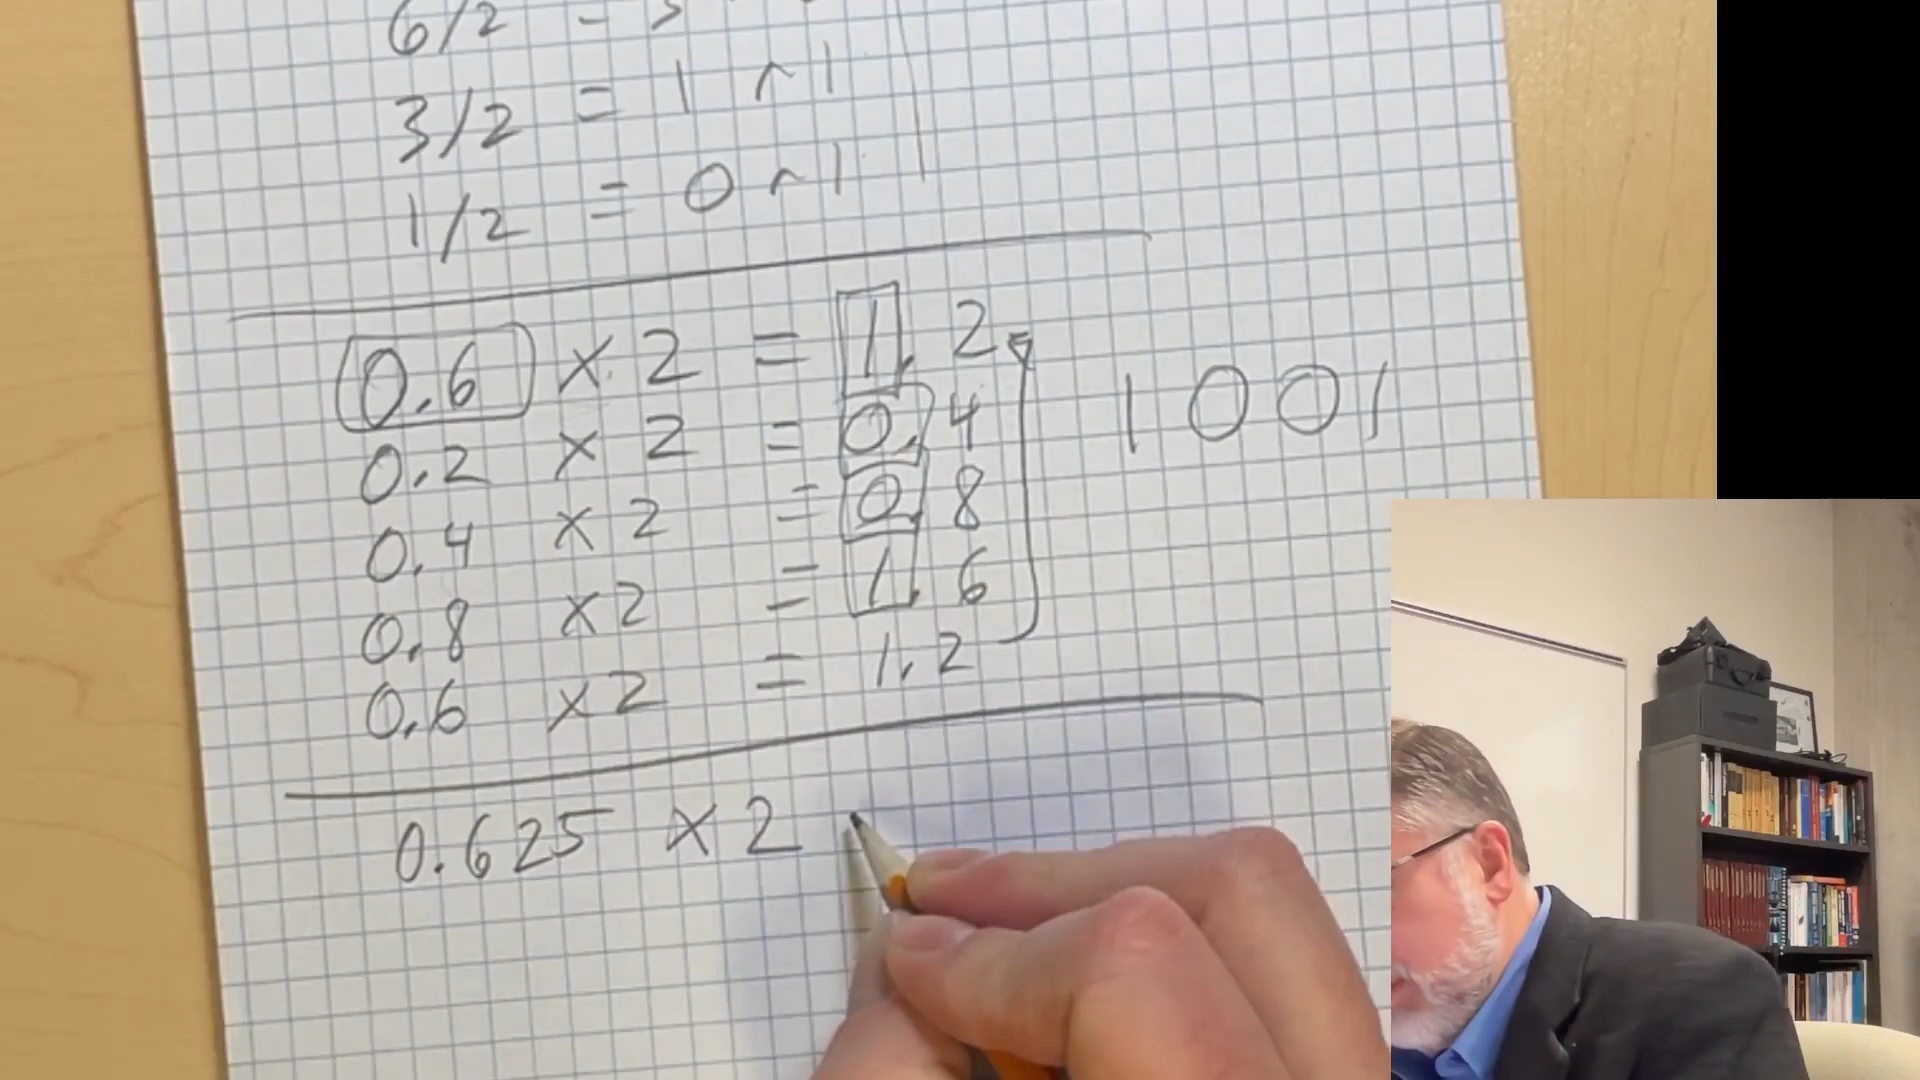 6/2 = 3
3/2 = 1 r 1
1/2 = 0 r 1
0.6 x 2 = 1.2
0.2 x 2 = 0.4
0.4 x 2 = 0.8
0.8 x 2 = 1.6
0.6 x 2 = 1.2
1001
0.625 x 2